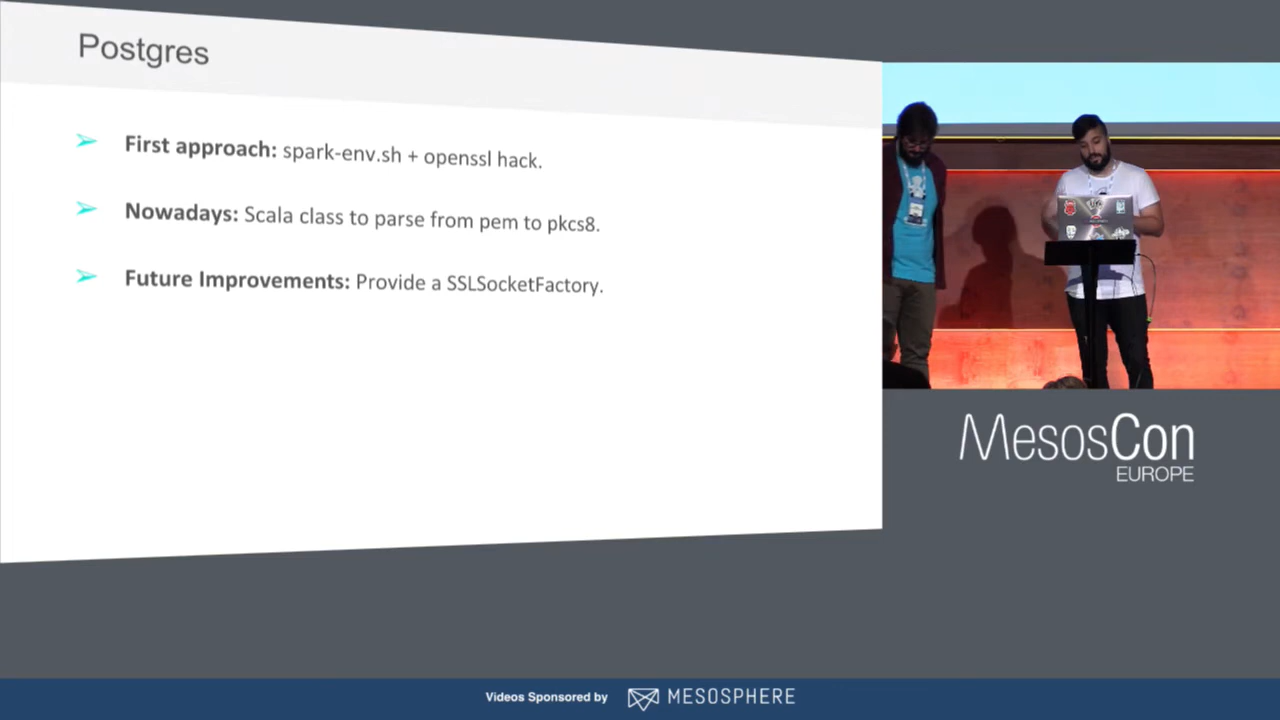 Postgres
First approach: spark-env.sh + openssl hack.
Nowadays: Scala class to parse from pem to pkcs8.
Future Improvements: Provide a SSLSocketFactory.
MesosCon
EUROPE
Videos Sponsored by MESOSPHERE